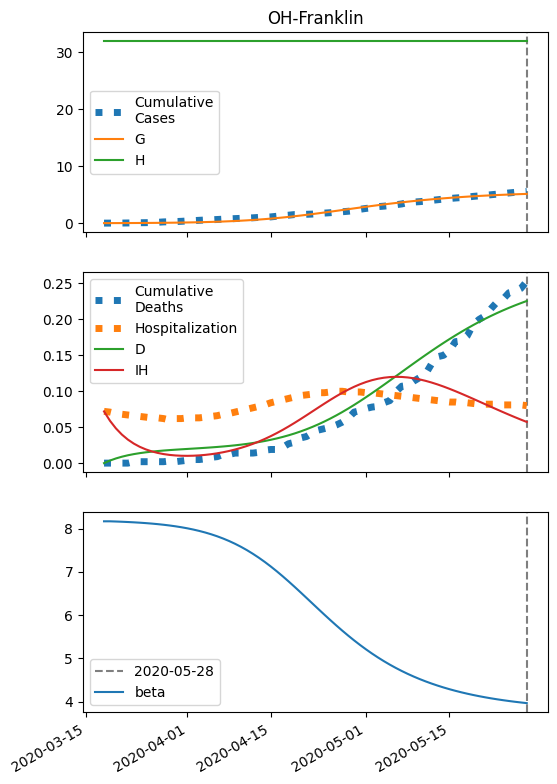 OH-Franklin
30
20
10
0
Cumulative
Cases
G
H
0.25
0.20
0.15
0.10
0.05
0.00
Cumulative
Deaths
Hospitalization
D
IH
8
7
6
5
4
2020-05-28
beta
2020-03-15
2020-04-01
2020-04-15
2020-05-01
2020-05-15